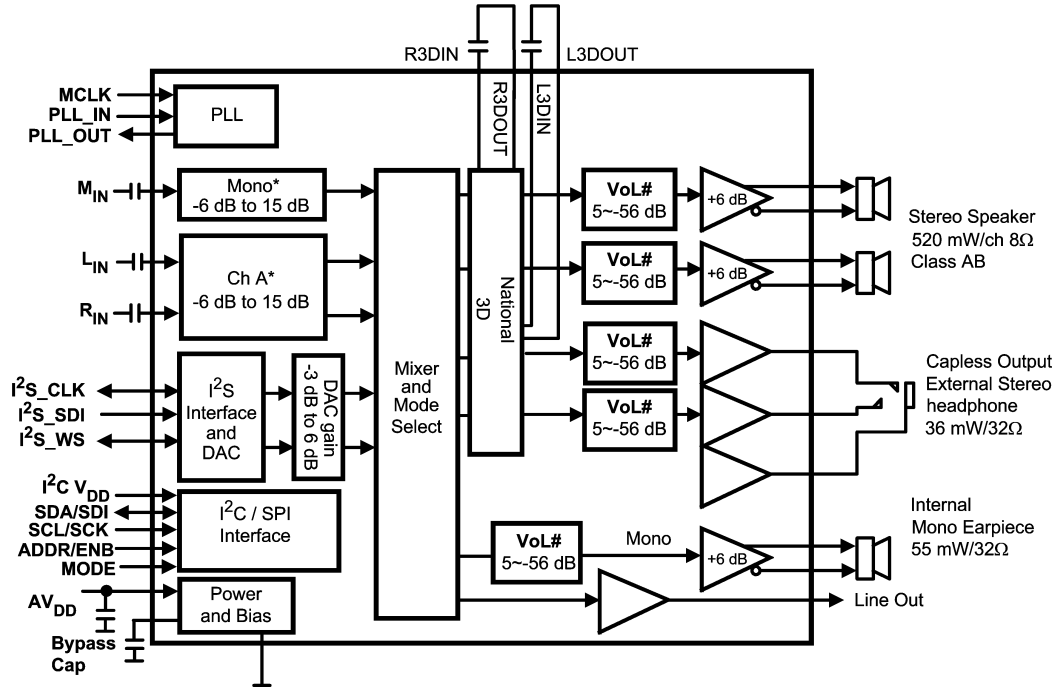 R3DIN
L3DOUT
R3DOUT
L3DIN
MCLK
PLL_IN
PLL_OUT
PLL
MIN
Mono*
-6 dB to 15 dB
LIN
RIN
Ch A*
-6 dB to 15 dB
I2S_CLK
I2S_SDI
I2S_WS
I2S
Interface
and
DAC
DAC gain
-3 dB to 6 dB
I2C VDD
SDA/SDI
SCL/SCK
ADDR/ENB
MODE
I2C / SPI
Interface
AVDD
Bypass
Cap
Power
and Bias
Mixer
and
Mode
Select
National
3D
VoL#
5~-56 dB
+6 dB
VoL#
5~-56 dB
+6 dB
Stereo Speaker
520 mW/ch 8Ω
Class AB
VoL#
5~-56 dB
VoL#
5~-56 dB
Capless Output
External Stereo
headphone
36 mW/32Ω
VoL#
5~-56 dB
Mono
+6 dB
Internal
Mono Earpiece
55 mW/32Ω
Line Out